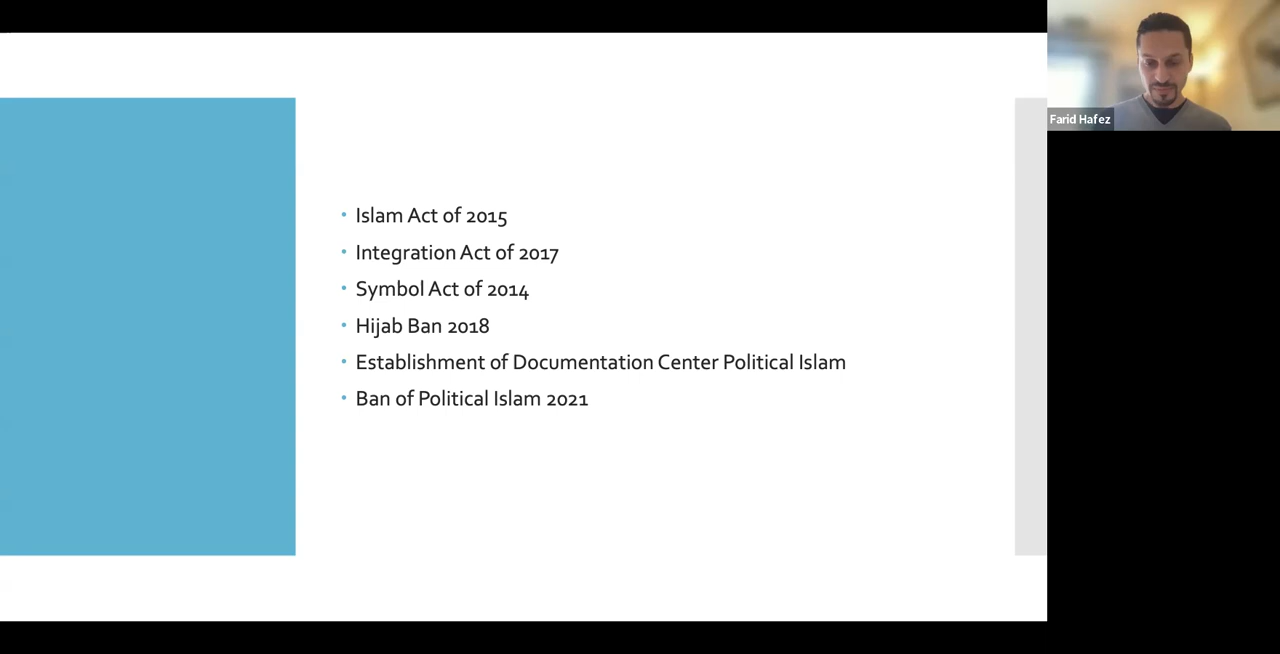 • Islam Act of 2015
• Integration Act of 2017
• Symbol Act of 2014
• Hijab Ban 2018
• Establishment of Documentation Center Political Islam
• Ban of Political Islam 2021
Farid Hafez